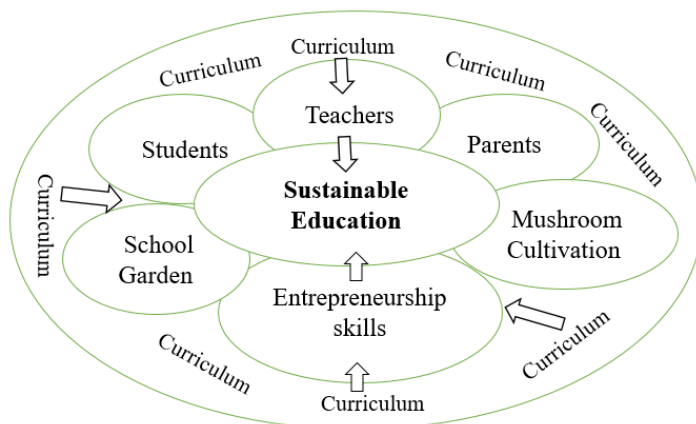 Curriculum
Curriculum
Curriculum
Curriculum
Teachers
Students
Parents
Sustainable
Education
Curriculum
Mushroom
Cultivation
School
Garden
Entrepreneurship
skills
Curriculum
Curriculum
Curriculum